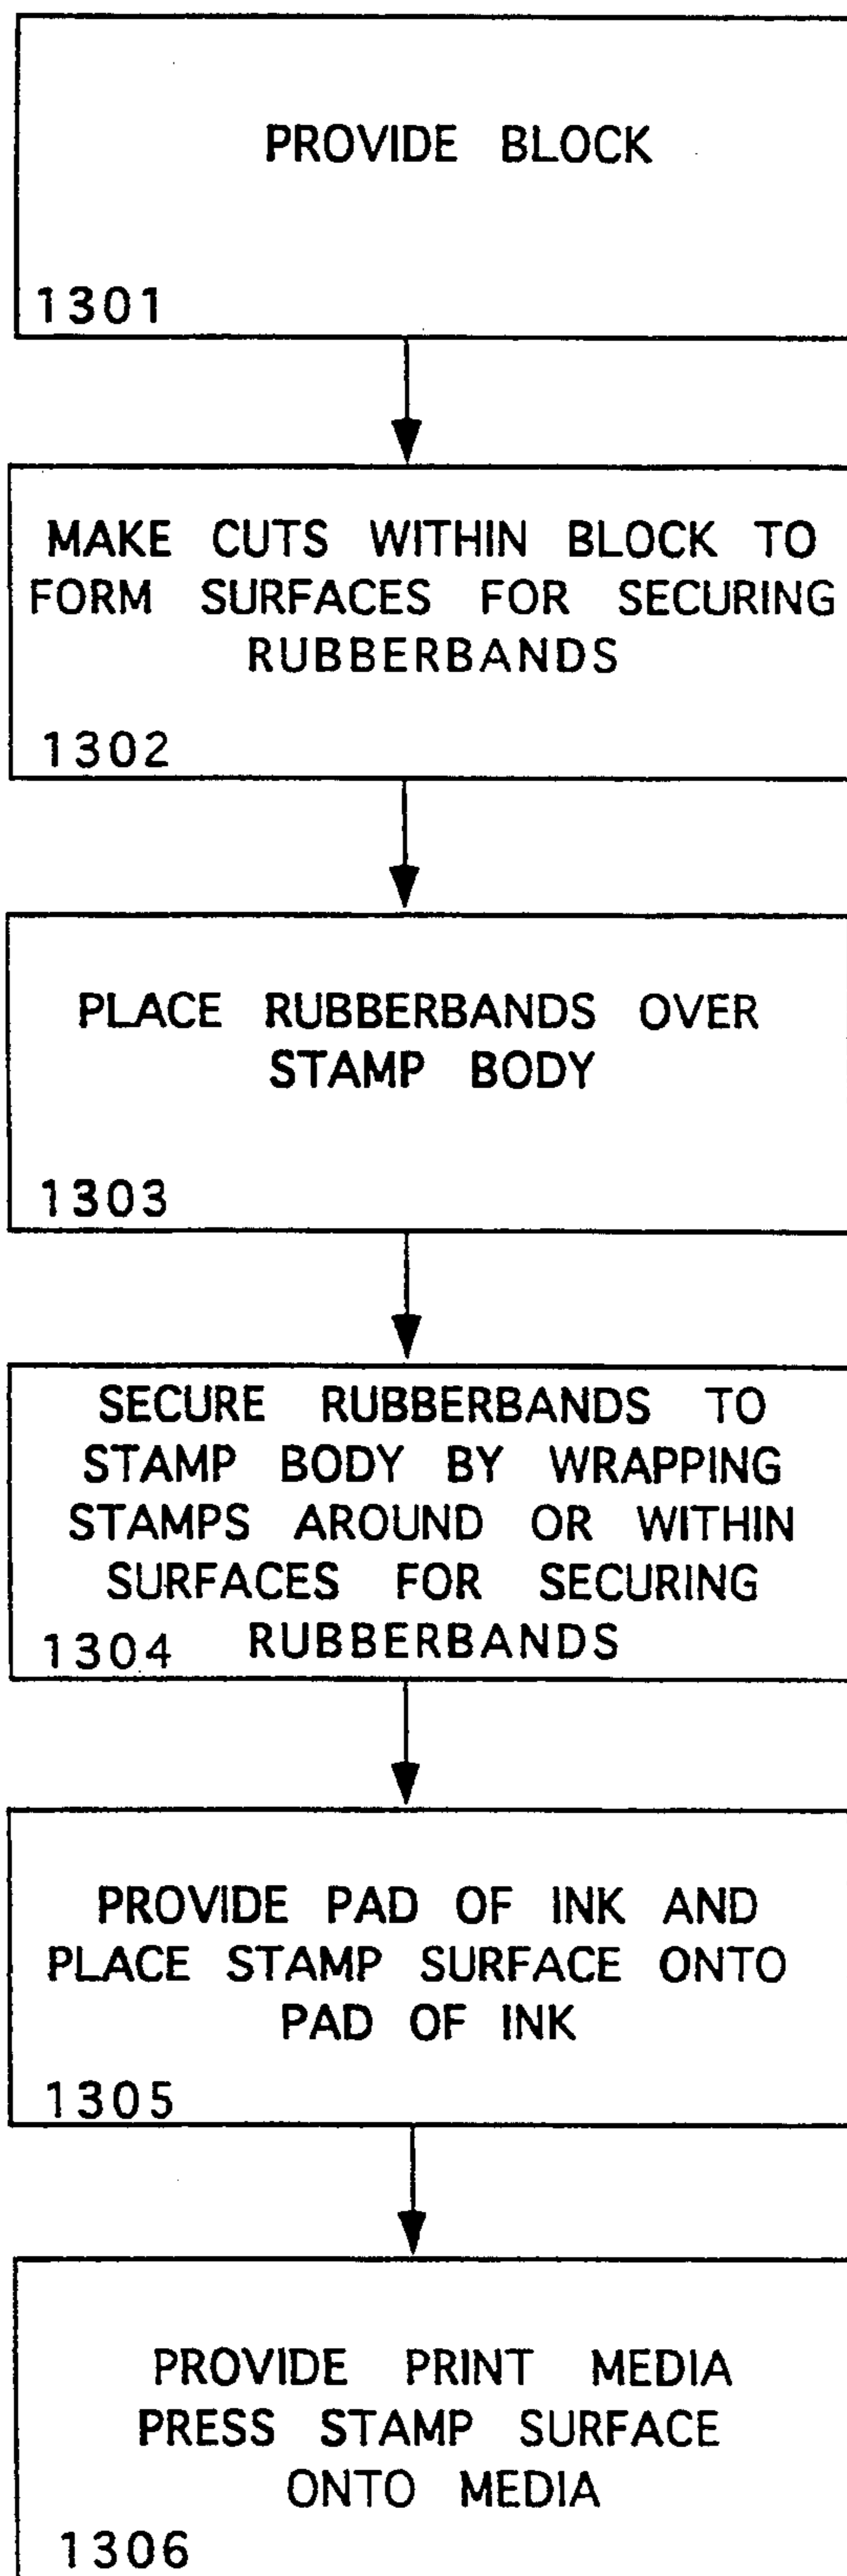 PROVIDE BLOCK
1301
MAKE CUTS WITHIN BLOCK TO
FORM SURFACES FOR SECURING
RUBBERBANDS
1302
PLACE RUBBERBANDS OVER
STAMP BODY
1303
SECURE RUBBERBANDS TO
STAMP BODY BY WRAPPING
STAMPS AROUND OR WITHIN
SURFACES FOR SECURING
1304 RUBBERBANDS
PROVIDE PAD OF INK AND
PLACE STAMP SURFACE ONTO
PAD OF INK
1305
PROVIDE PRINT MEDIA
PRESS STAMP SURFACE
ONTO MEDIA
1306